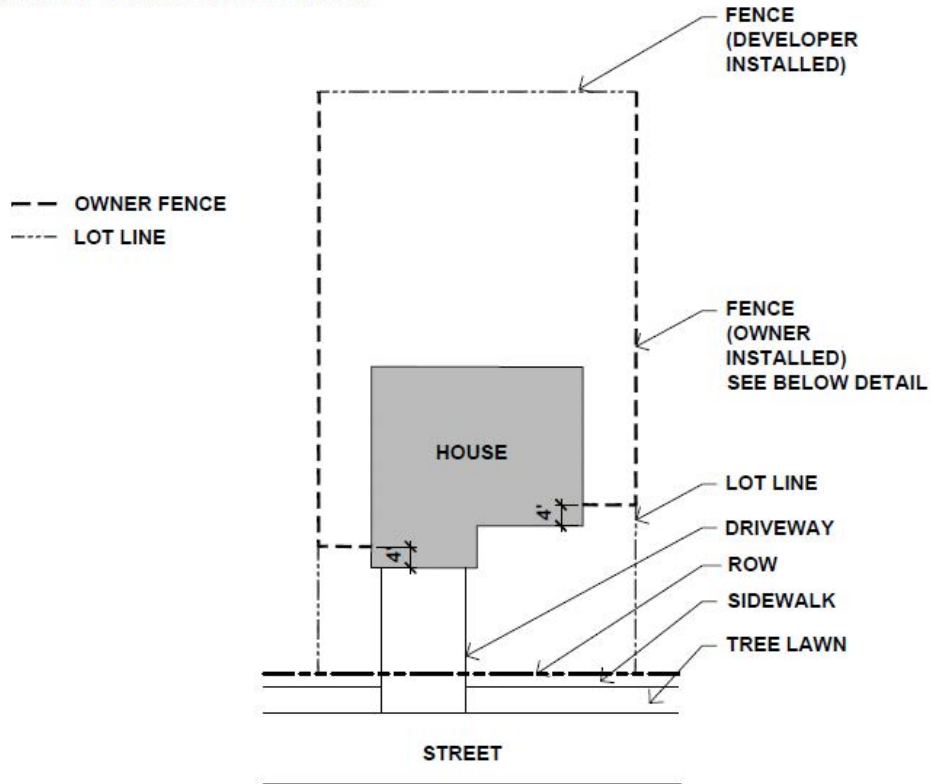 FENCE
(DEVELOPER
INSTALLED)
OWNER FENCE
LOT LINE
FENCE
(OWNER
INSTALLED)
SEE BELOW DETAIL
HOUSE
LOT LINE
4'
DRIVEWAY
4'
ROW
SIDEWALK
TREE LAWN
STREET